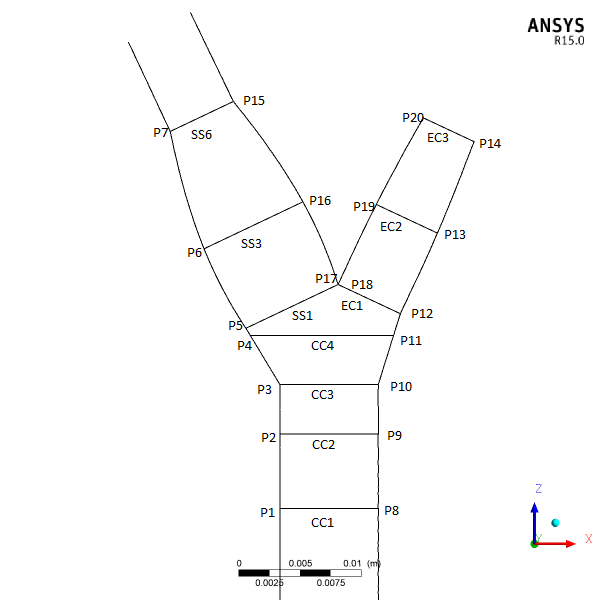 ANSYS
R15.0
P15
P7
SS6
P20
EC3
P14
P16
P19
EC2
P13
SS3
P6
P17
P18
EC1
P12
SS1
P5
P4
CC4
P11
P3
CC3
P10
P2
CC2
P9
P1
CC1
P8
Z
Y
X
0 0.005 0.01 (m)
0.0025 0.0075